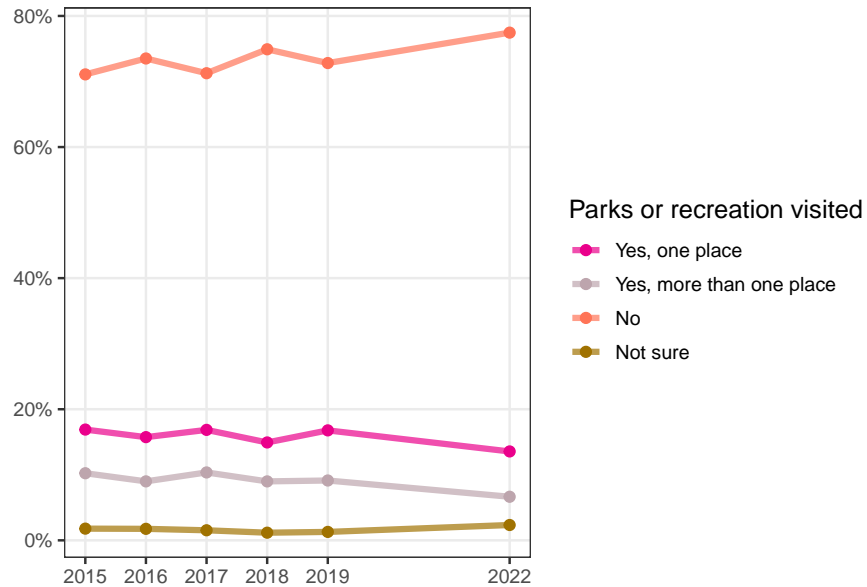 80%
60%
40%
20%
0%
2015 2016 2017 2018 2019 2022
Parks or recreation visited
Yes, one place
Yes, more than one place
No
Not sure